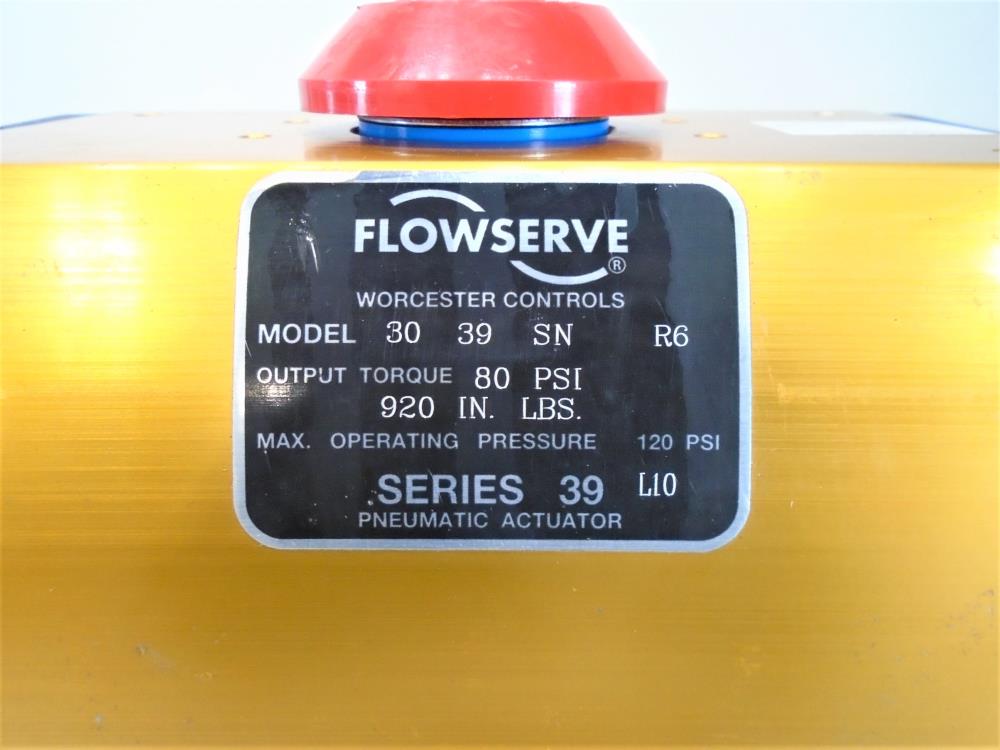 FLOWSERVE®
WORCESTER CONTROLS
MODEL 30 39 SN R6
OUTPUT TORQUE 80 PSI
920 IN. LBS.
MAX. OPERATING PRESSURE 120 PSI
SERIES 39 L10
PNEUMATIC ACTUATOR